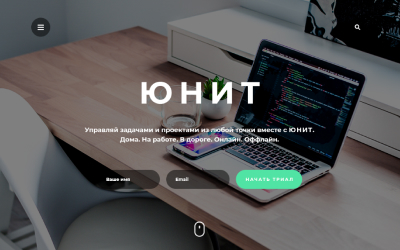 ЮНИТ
Управляй задачами и проектами из любой точки вместе с ЮНИТ.
Дома. На работе. В дороге. Онлайн. Оффлайн.
Ваше имя
Email
НАЧАТЬ ТРИАЛ